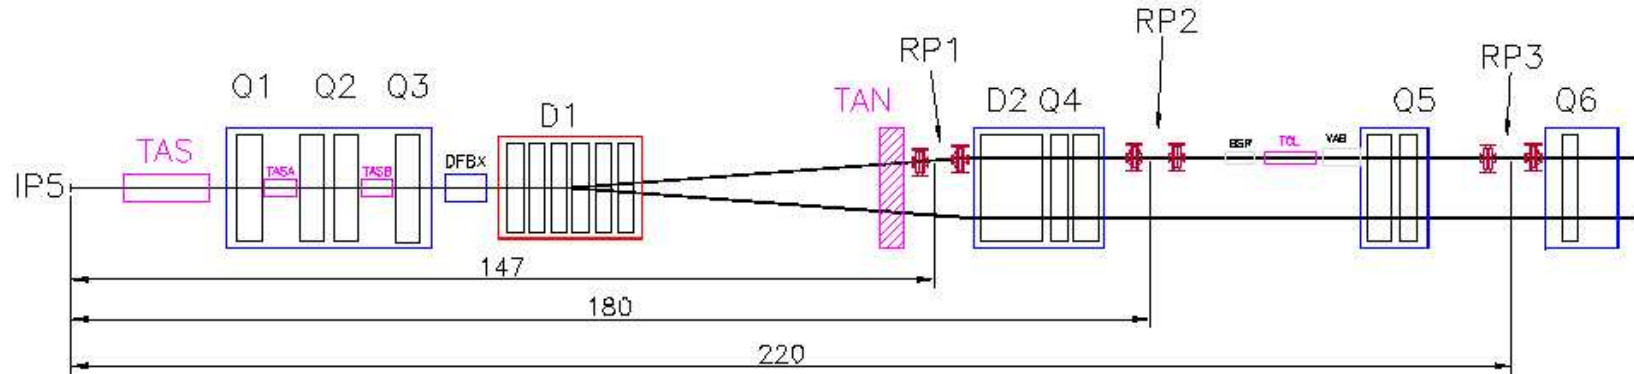 RP2
RP1
RP3
Q1 Q2 Q3
D1
TAN
D2 Q4
Q5
Q6
TAS
DFBX
TCL
VAB
TASA
TASB
IP5
147
180
220